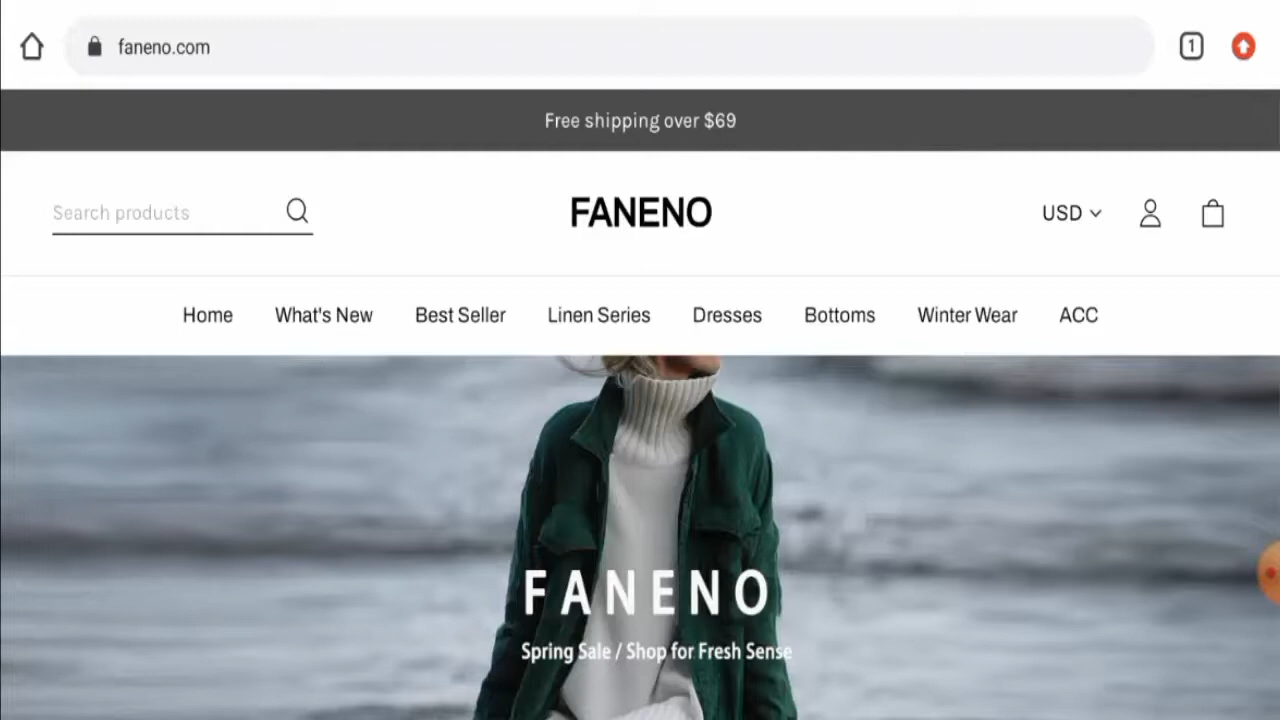 faneno.com
1
Free shipping over $69
Search products
FANENO
USD
Home What's New Best Seller Linen Series Dresses Bottoms Winter Wear ACC
FANENO
Spring Sale / Shop for Fresh Sense